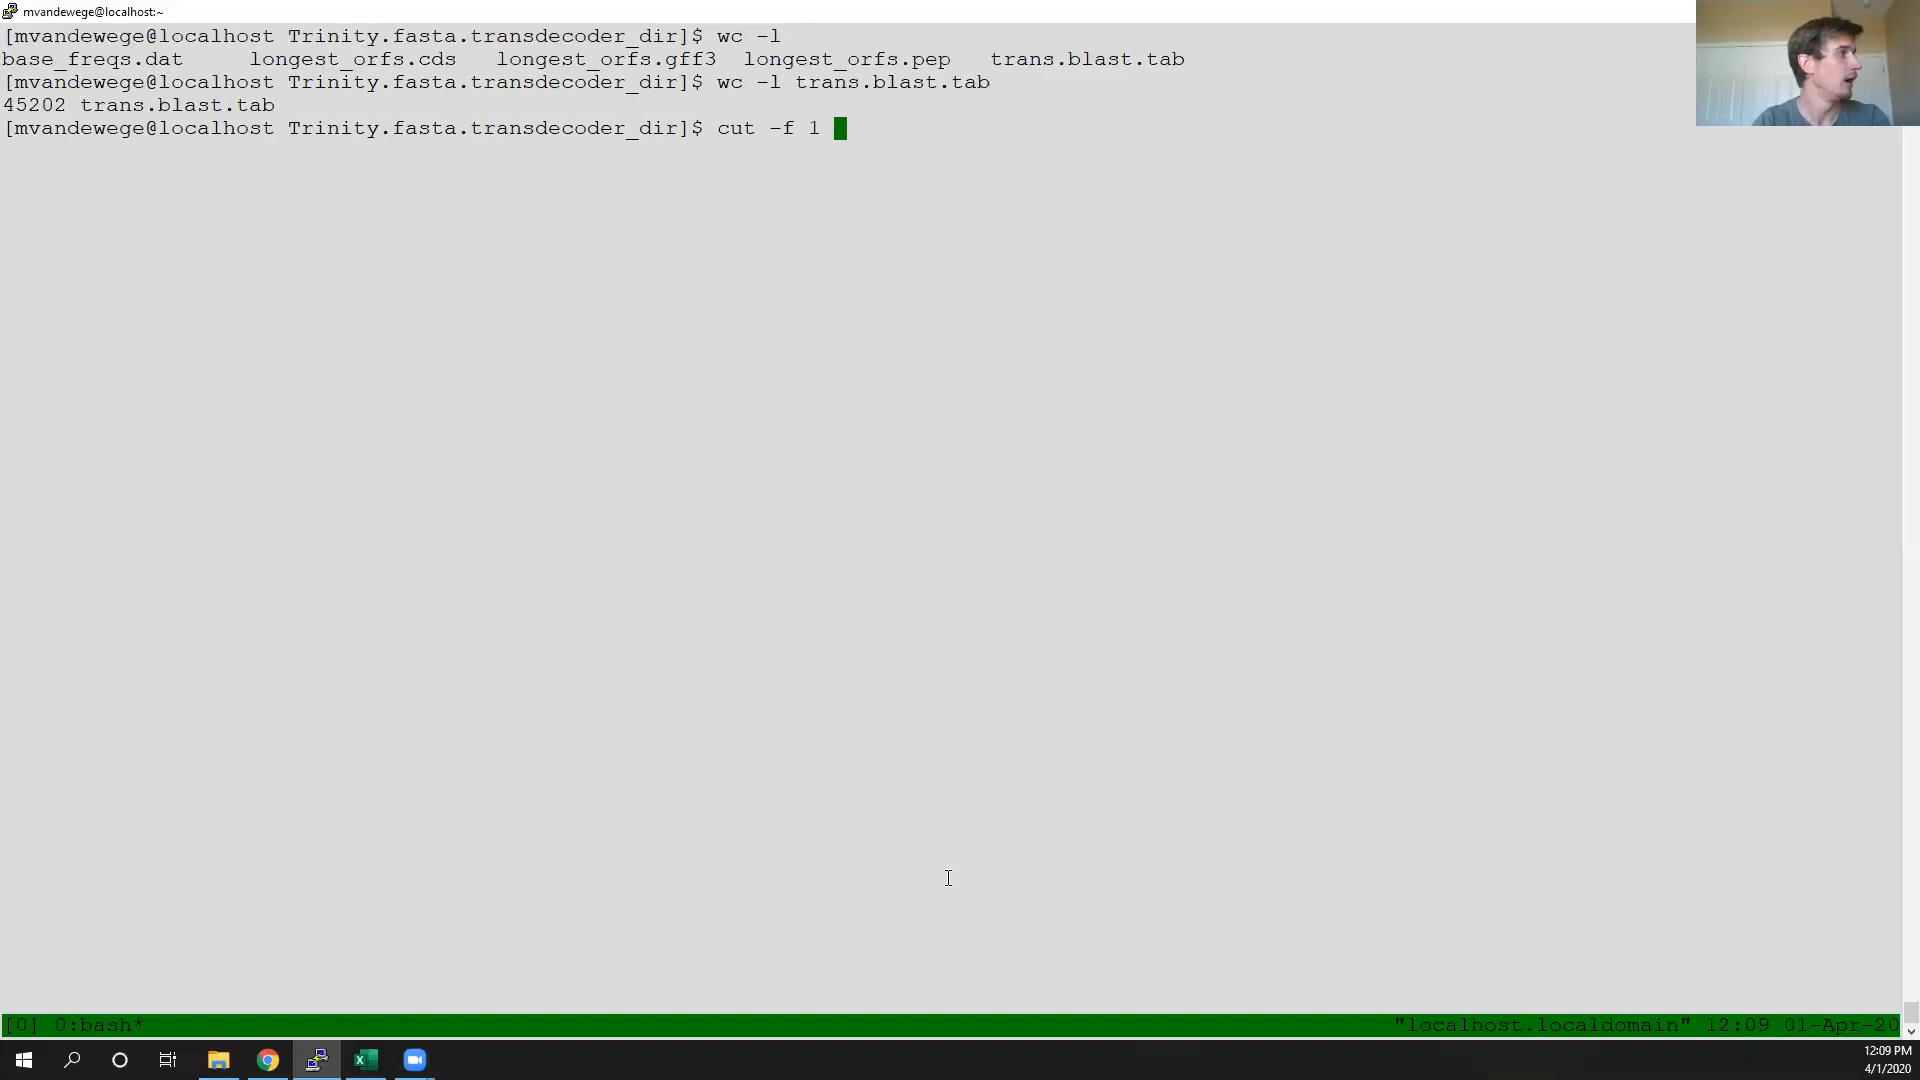 mvandewege@localhost:~
[mvandewege@localhost Trinity.fasta.transdecoder_dir]$ wc -l
base_freqs.dat longest_orfs.cds longest_orfs.gff3 longest_orfs.pep trans.blast.tab
[mvandewege@localhost Trinity.fasta.transdecoder_dir]$ wc -l trans.blast.tab
45202 trans.blast.tab
[mvandewege@localhost Trinity.fasta.transdecoder_dir]$ cut -f 1
[0] 0:bash* "localhost.localdomain" 12:09 01-Apr-20
12:09 PM
4/1/2020